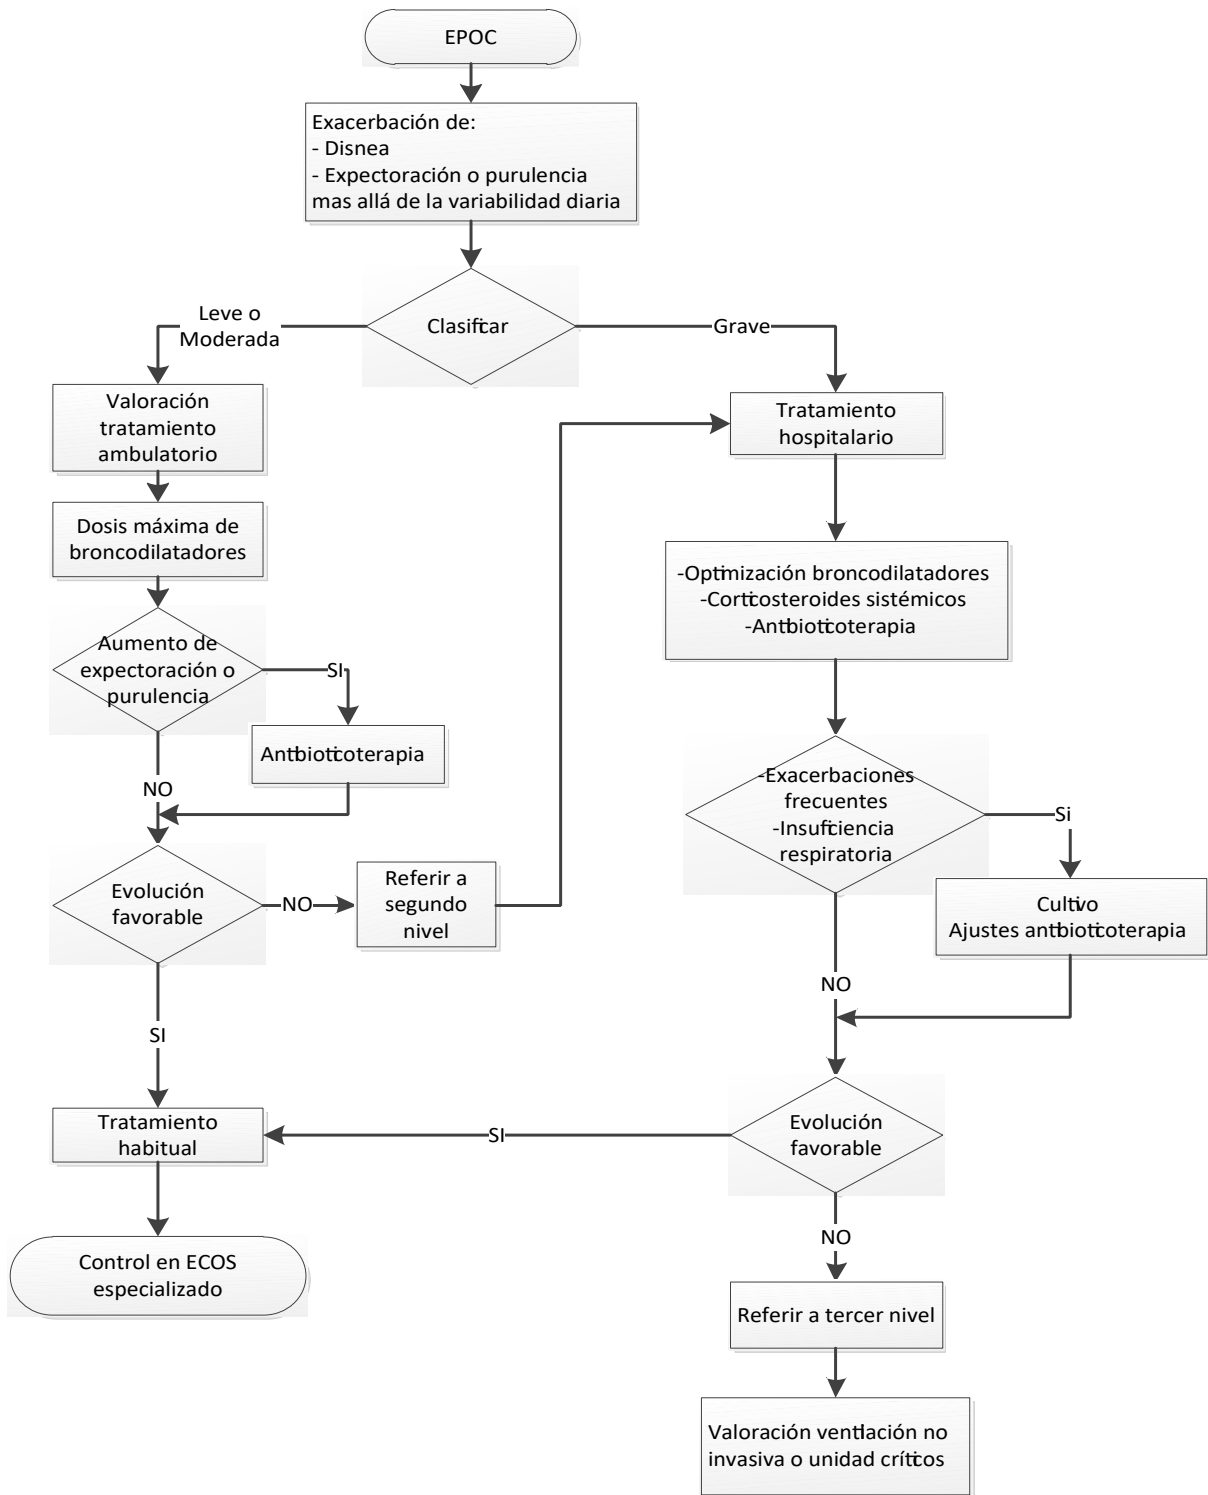 EPOC
Exacerbación de:
- Disnea
- Expectoración o purulencia
mas allá de la variabilidad diaria
Clasificar
Leve o
Moderada
Grave
Valoración
tratamiento
ambulatorio
Tratamiento
hospitalario
Dosis máxima de
broncodilatadores
-Optimización broncodilatadores
-Corticosteroides sistémicos
-Antibioticoterapia
Aumento de
expectoración o
purulencia
SI
Antibioticoterapia
NO
-Exacerbaciones
frecuentes
-Insuficiencia
respiratoria
Si
Cultivo
Ajustes antibioticoterapia
NO
Evolución
favorable
NO
Referir a
segundo
nivel
SI
Evolución
favorable
SI
Tratamiento
habitual
Control en ECOS
especializado
NO
Referir a tercer nivel
Valoración ventilación no
invasiva o unidad críticos